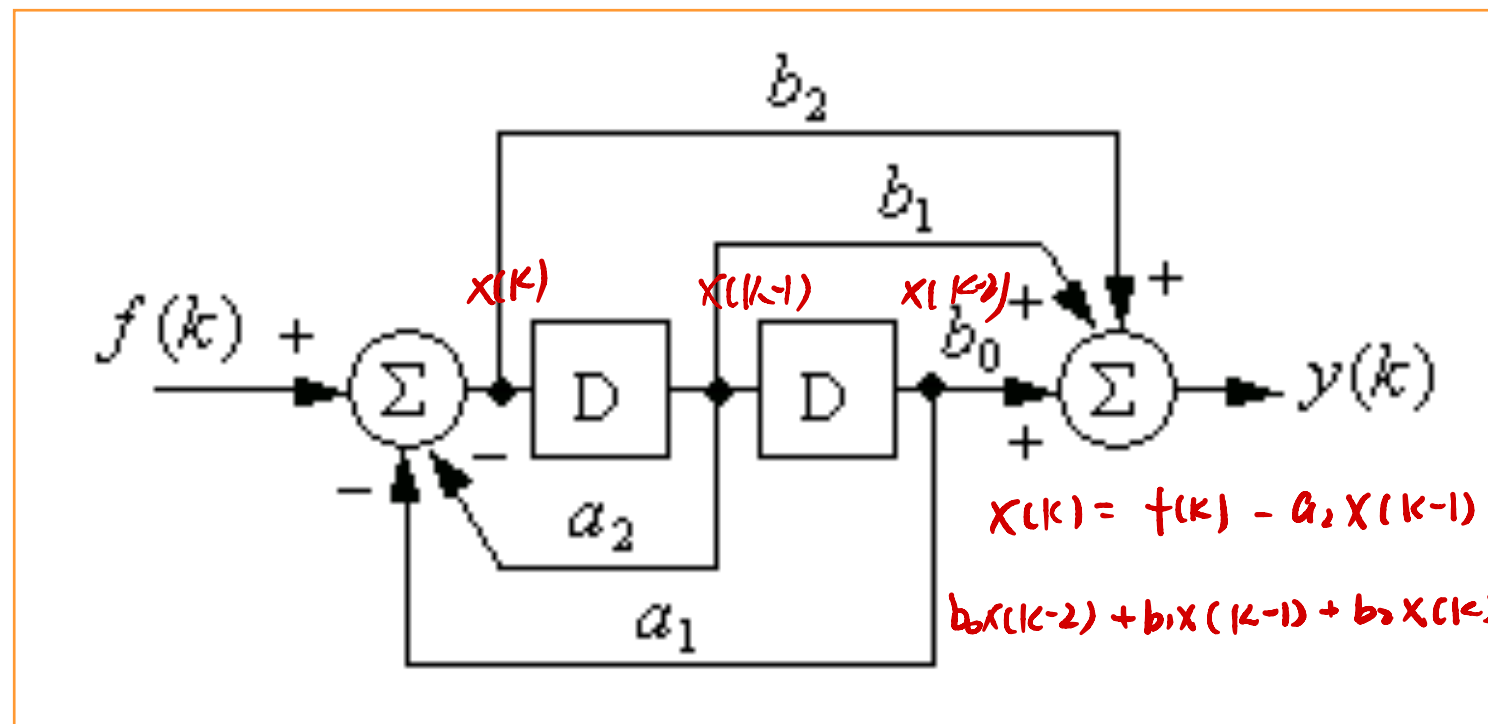 b₂
b₁
x(k) x(k-1) x(k-2) +
+
f(k) + Σ D D b₀ Σ y(k)
− − +
a₂
x(k) = f(k) - a₂ x(k-1)
a₁
b₀x(k-2) + b₁x(k-1) + b₂x(k)